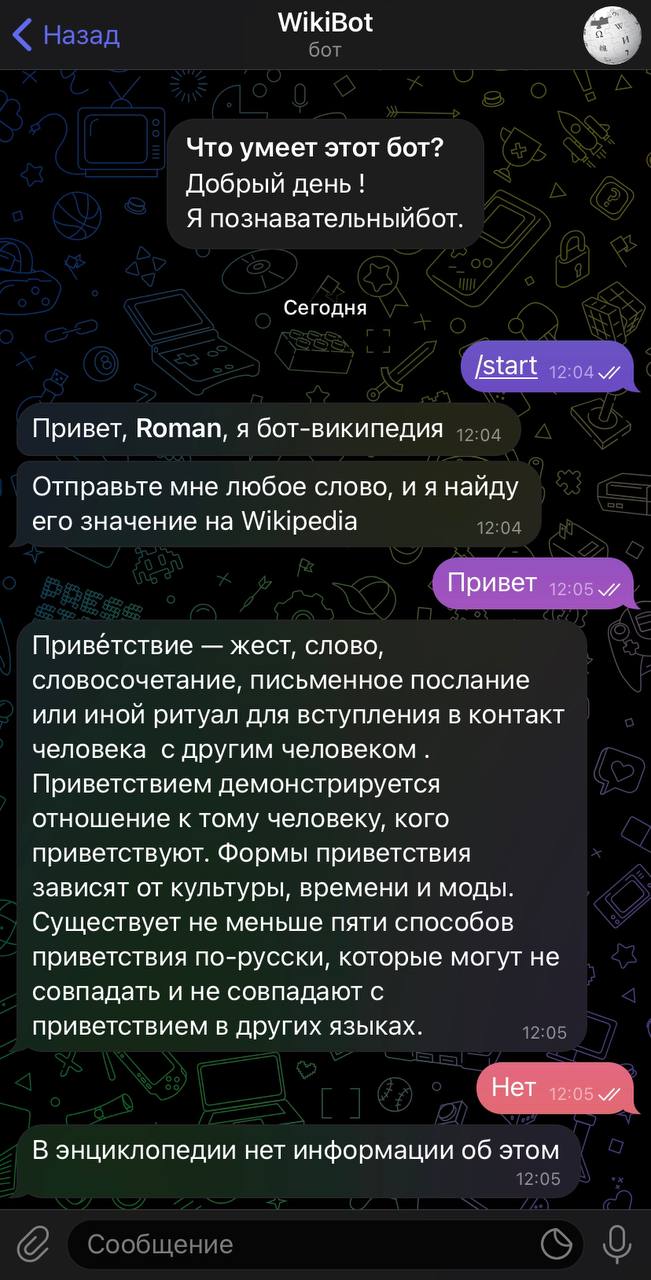 Назад
WikiBot
бот
Что умеет этот бот?
Добрый день !
Я познавательныйбот.
Сегодня
/start 12:04
Привет, Roman, я бот-википедия 12:04
Отправьте мне любое слово, и я найду
его значение на Wikipedia 12:04
Привет 12:05
Приве́тствие — жест, слово,
словосочетание, письменное послание
или иной ритуал для вступления в контакт
человека  с другим человеком .
Приветствием демонстрируется
отношение к тому человеку, кого
приветствуют. Формы приветствия
зависят от культуры, времени и моды.
Существует не меньше пяти способов
приветствия по-русски, которые могут не
совпадать и не совпадают с
приветствием в других языках. 12:05
Нет 12:05
В энциклопедии нет информации об этом
12:05
Сообщение